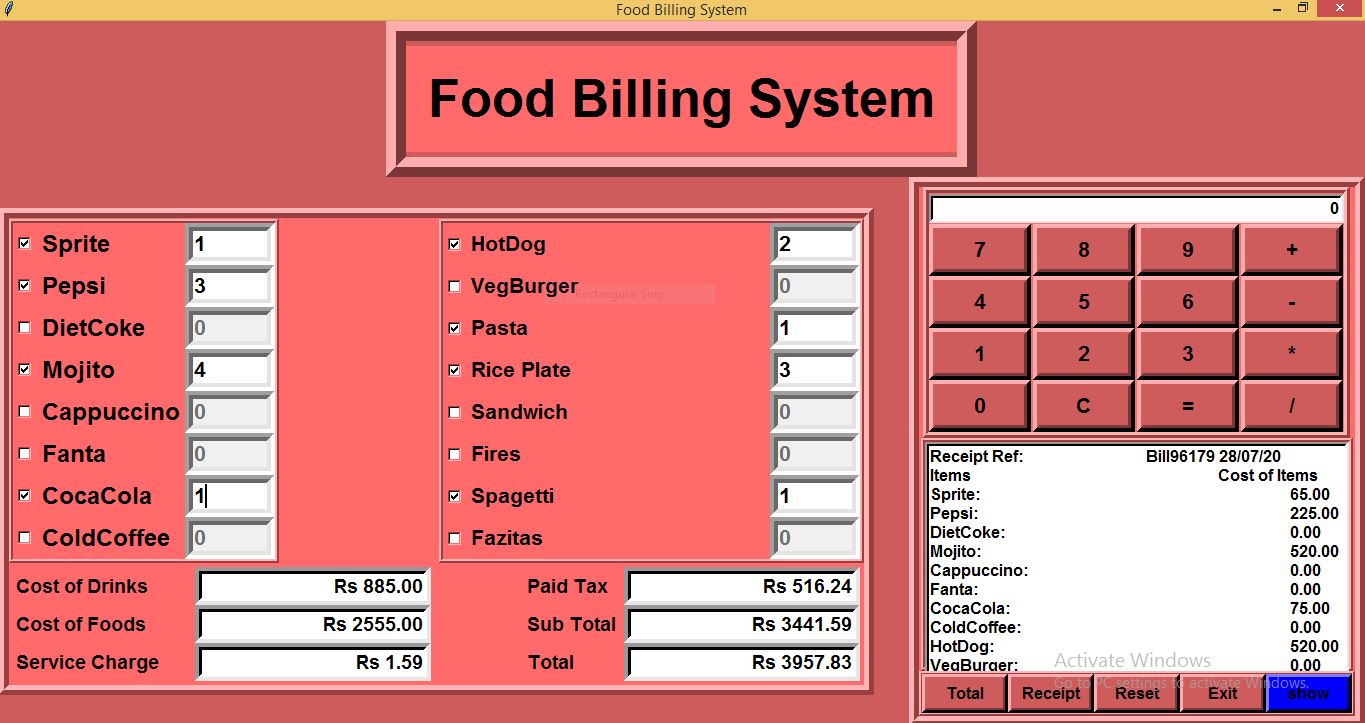 Food Billing System
Food Billing System
Sprite 1
Pepsi 3
DietCoke 0
Mojito 4
Cappuccino 0
Fanta 0
CocaCola 1
ColdCoffee 0
HotDog 2
VegBurger 0
Rectangular Snip
Pasta 1
Rice Plate 3
Sandwich 0
Fires 0
Spagetti 1
Fazitas 0
Cost of Drinks Rs 885.00
Cost of Foods Rs 2555.00
Service Charge Rs 1.59
Paid Tax Rs 516.24
Sub Total Rs 3441.59
Total Rs 3957.83
0
7 8 9 +
4 5 6 -
1 2 3 *
0 C = /
Receipt Ref: Bill96179 28/07/20
Items Cost of Items
Sprite: 65.00
Pepsi: 225.00
DietCoke: 0.00
Mojito: 520.00
Cappuccino: 0.00
Fanta: 0.00
CocaCola: 75.00
ColdCoffee: 0.00
HotDog: 520.00
VegBurger: 0.00
Activate Windows
Go to PC settings to activate Windows.
Total Receipt Reset Exit show